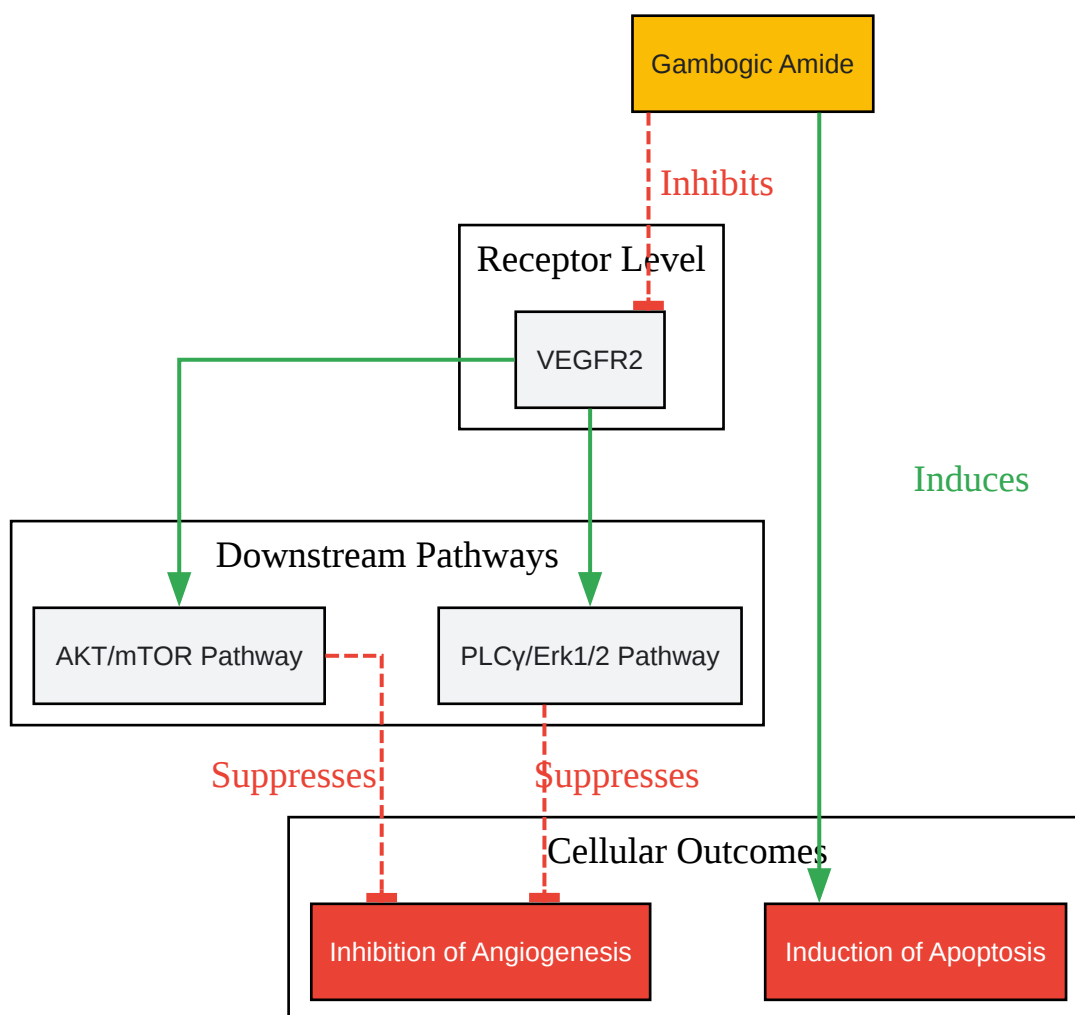 Gambogic Amide
Inhibits
Receptor Level
VEGFR2
Induces
Downstream Pathways
AKT/mTOR Pathway
PLCγ/Erk1/2 Pathway
Suppresses
Suppresses
Cellular Outcomes
Inhibition of Angiogenesis
Induction of Apoptosis